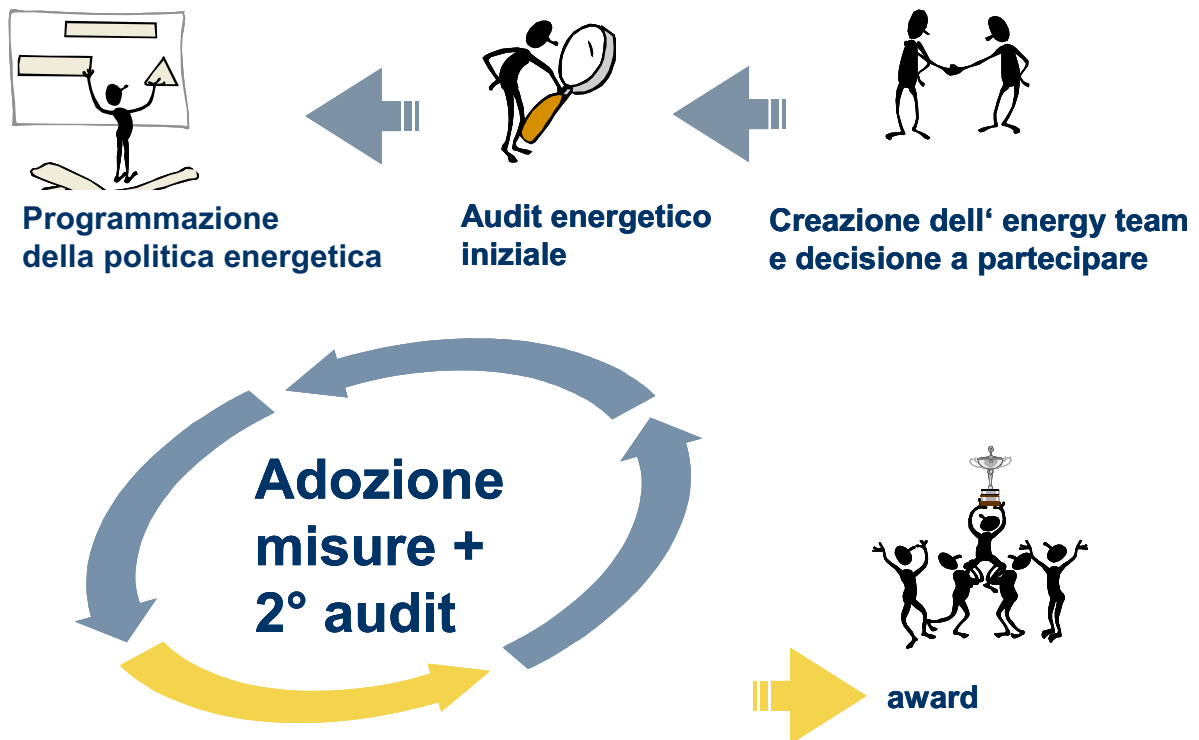 Programmazione
della politica energetica
Audit energetico
iniziale
Creazione dell‘ energy team
e decisione a partecipare
Adozione
misure +
2° audit
award